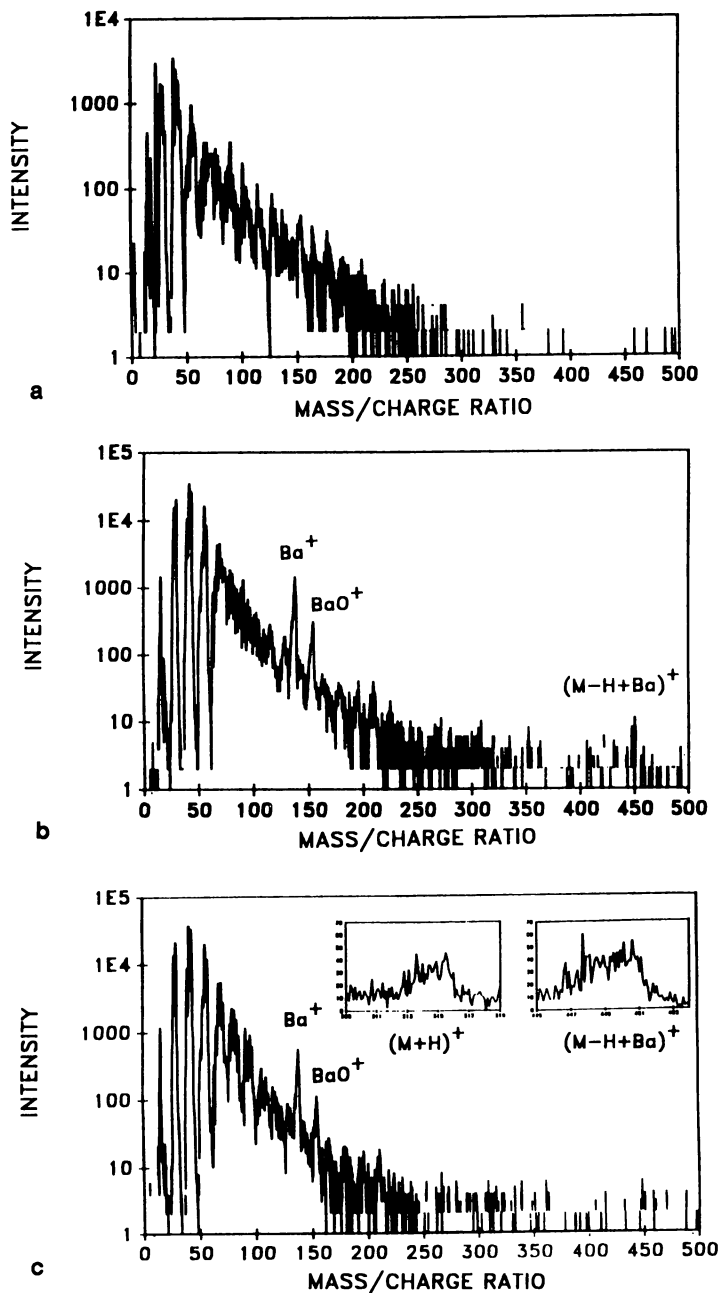 1E4
1000
100
10
1
INTENSITY
0 50 100 150 200 250 300 350 400 450 500
MASS/CHARGE RATIO
a
1E5
1E4
1000
100
10
1
INTENSITY
Ba+
BaO+
(M-H+Ba)+
0 50 100 150 200 250 300 350 400 450 500
MASS/CHARGE RATIO
b
1E5
1E4
1000
100
10
1
INTENSITY
Ba+
BaO+
(M+H)+
(M-H+Ba)+
0 50 100 150 200 250 300 350 400 450 500
MASS/CHARGE RATIO
c